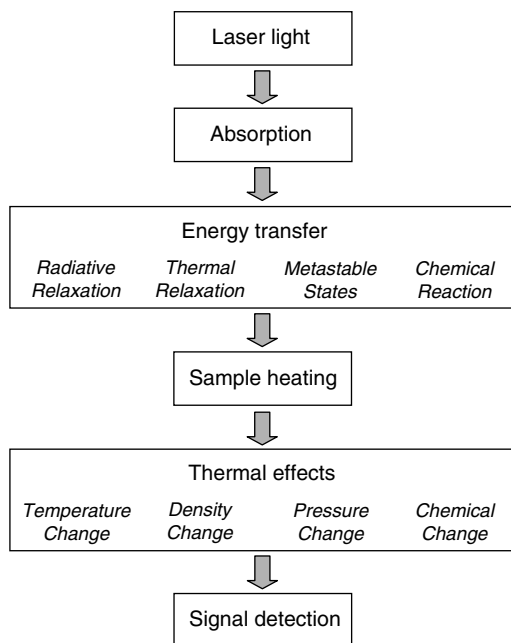 Laser light
Absorption
Energy transfer
Radiative Relaxation
Thermal Relaxation
Metastable States
Chemical Reaction
Sample heating
Thermal effects
Temperature Change
Density Change
Pressure Change
Chemical Change
Signal detection